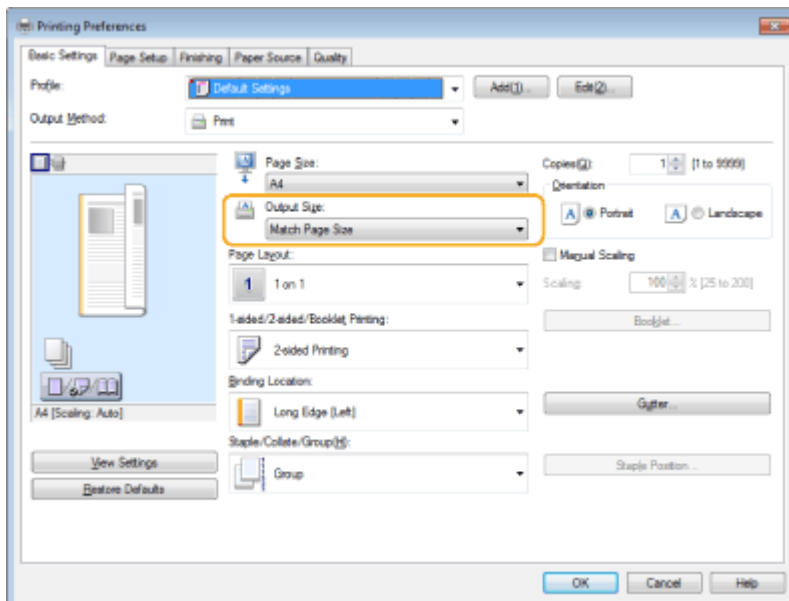 Printing Preferences
Basic Settings Page Setup Finishing Paper Source Quality
Profile: Default Settings Add(1)... Edit(2)...
Output Method: Print
Page Size: Copies(Q): 1 [1 to 9999]
A4 Orientation
Output Size: A Portrait A Landscape
Match Page Size
Page Layout: Manual Scaling
1 1 on 1 Scaling: 100 % [25 to 200]
1-sided/2-sided/Booklet Printing: Booklet...
2-sided Printing
Binding Location:
Long Edge [Left] Gutter...
A4 [Scaling: Auto]
Staple/Collate/Group(H):
View Settings Group Staple Position...
Restore Defaults
OK Cancel Help